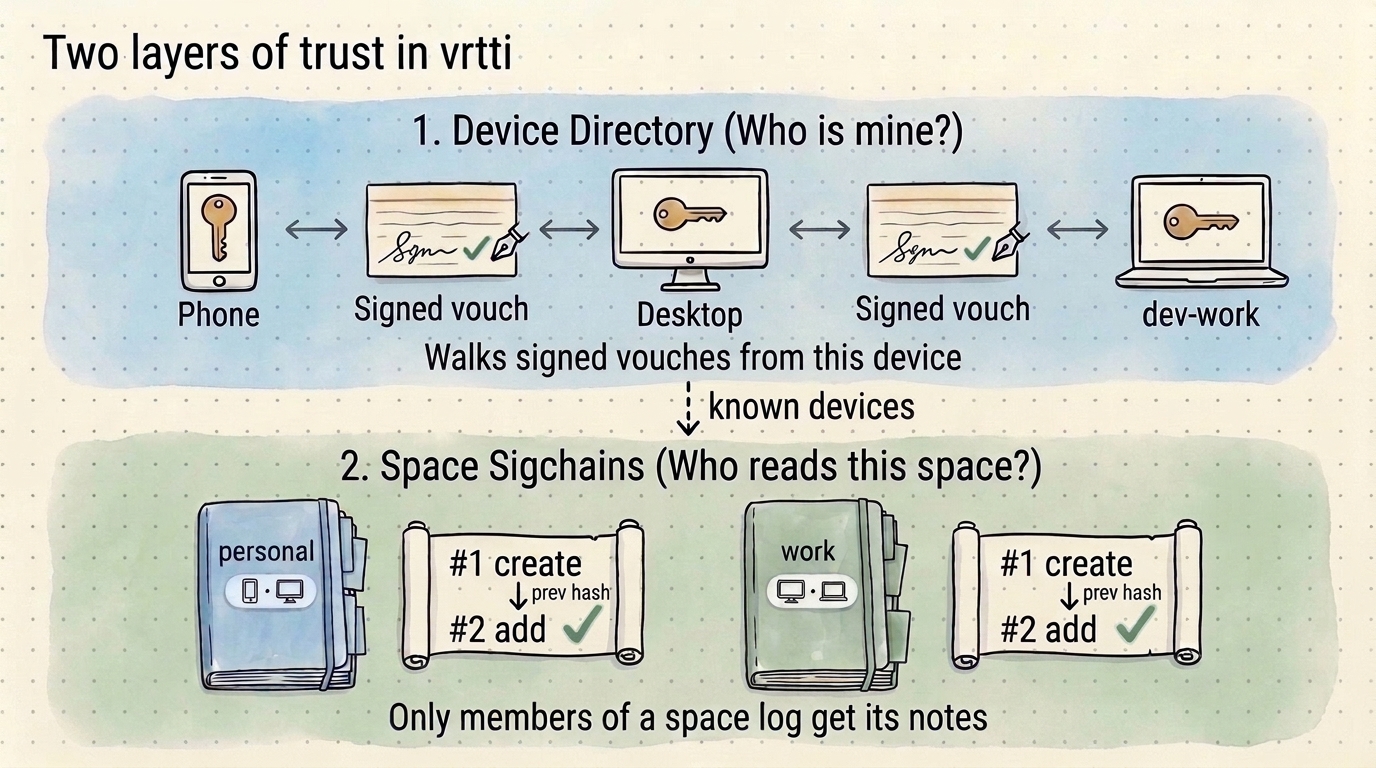 Two layers of trust in vrtti
1. Device Directory (Who is mine?)
Phone
Signed vouch
Desktop
Signed vouch
dev-work
Walks signed vouches from this device
known devices
2. Space Sigchains (Who reads this space?)
personal
#1 create
prev hash
#2 add
work
#1 create
prev hash
#2 add
Only members of a space log get its notes